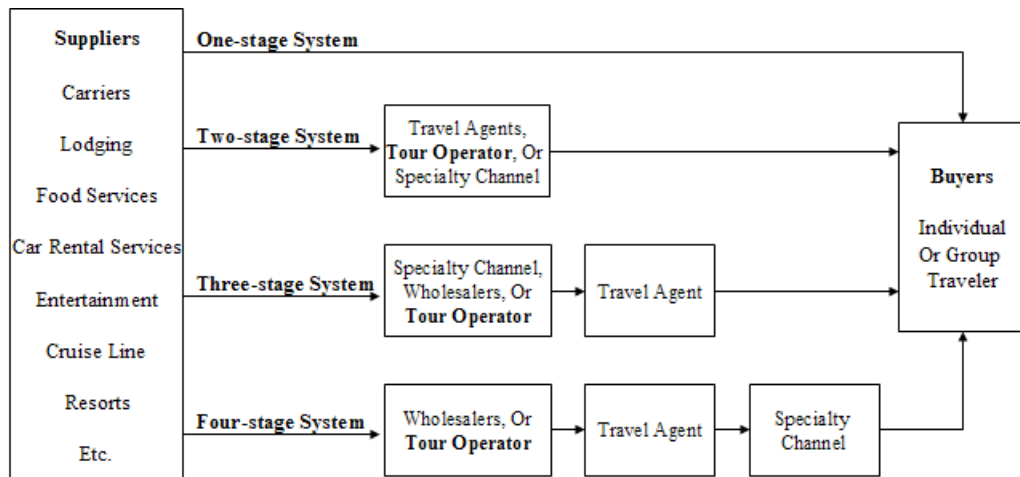 Suppliers
Carriers
Lodging
Food Services
Car Rental Services
Entertainment
Cruise Line
Resorts
Etc.
One-stage System
Two-stage System
Travel Agents,
Tour Operator, Or
Specialty Channel
Three-stage System
Specialty Channel,
Wholesalers, Or
Tour Operator
Travel Agent
Four-stage System
Wholesalers, Or
Tour Operator
Travel Agent
Specialty
Channel
Buyers
Individual
Or Group
Traveler